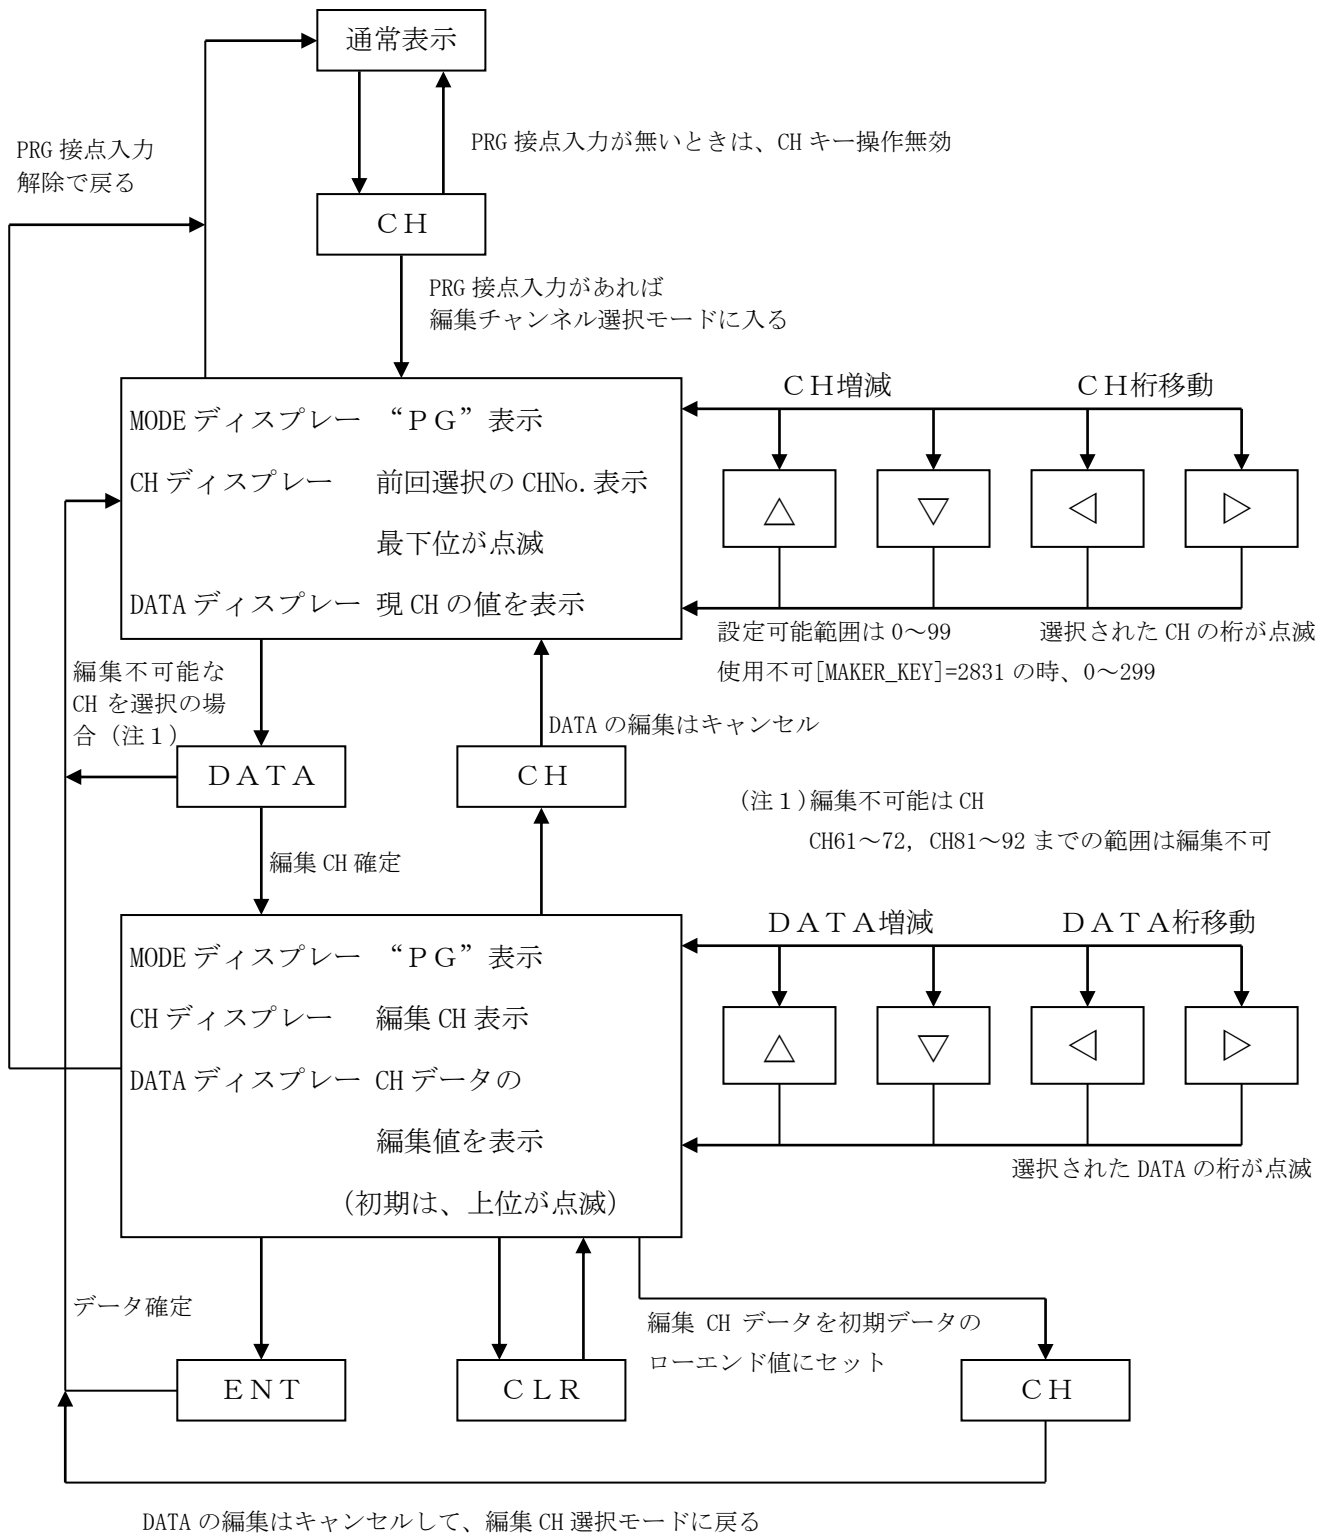 通常表示
PRG 接点入力
解除で戻る
PRG 接点入力が無いときは、CH キー操作無効
ＣＨ
PRG 接点入力があれば
編集チャンネル選択モードに入る
MODE ディスプレー “ＰＧ”表示
CH ディスプレー 前回選択の CHNo.表示
最下位が点滅
DATA ディスプレー 現 CH の値を表示
ＣＨ増減 ＣＨ桁移動
△ ▽ ◁ ▷
設定可能範囲は 0～99 選択された CH の桁が点滅
使用不可[MAKER_KEY]=2831 の時、0～299
編集不可能な
CH を選択の場
合（注１）
DATA の編集はキャンセル
ＤＡＴＡ
ＣＨ
(注１)編集不可能は CH
CH61～72, CH81～92 までの範囲は編集不可
編集 CH 確定
MODE ディスプレー “ＰＧ”表示
CH ディスプレー 編集 CH 表示
DATA ディスプレー CH データの
編集値を表示
(初期は、上位が点滅)
ＤＡＴＡ増減 ＤＡＴＡ桁移動
△ ▽ ◁ ▷
選択された DATA の桁が点滅
データ確定
編集 CH データを初期データの
ローエンド値にセット
ＥＮＴ
ＣＬＲ
ＣＨ
DATA の編集はキャンセルして、編集 CH 選択モードに戻る